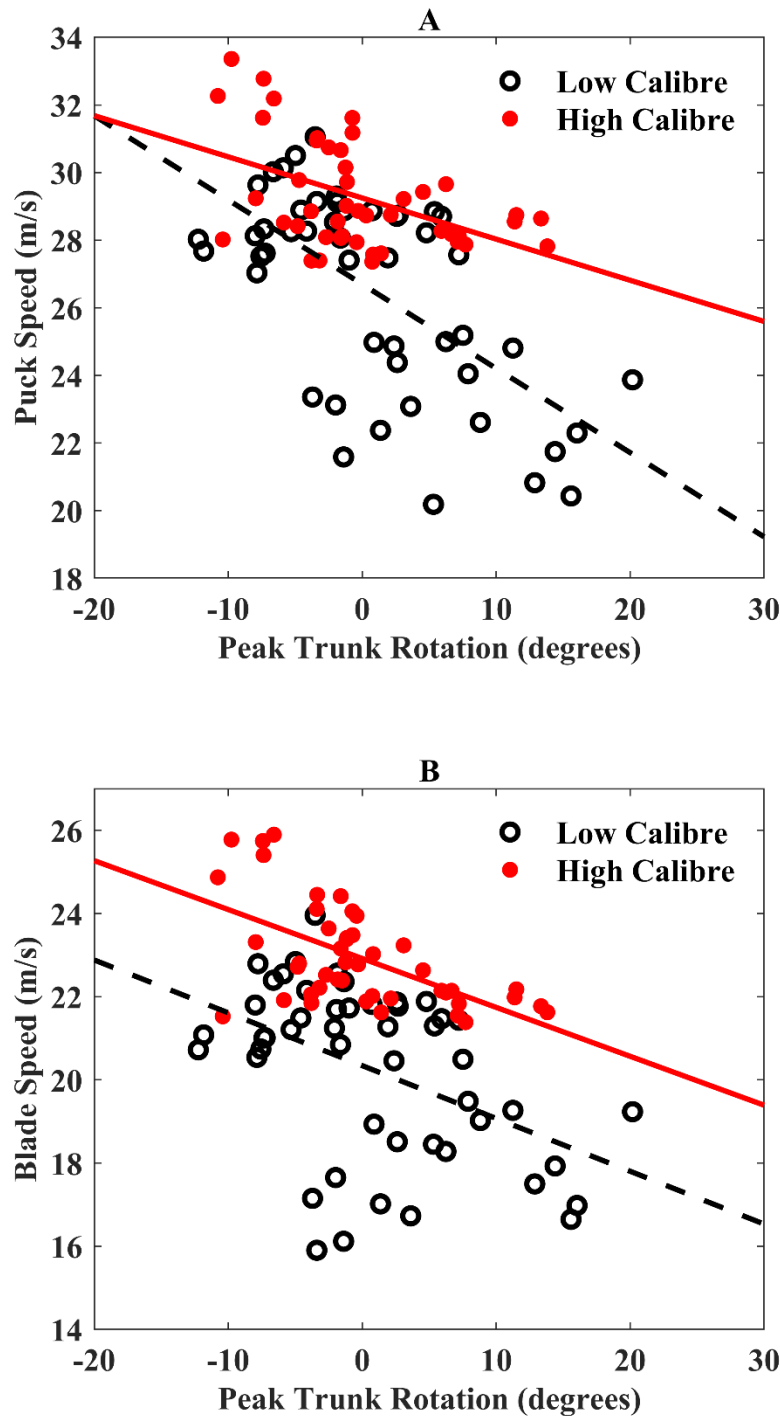 A
34
32
30
28
26
24
22
20
18
Puck Speed (m/s)
Low Calibre
High Calibre
-20 -10 0 10 20 30
Peak Trunk Rotation (degrees)
B
26
24
22
20
18
16
14
Blade Speed (m/s)
Low Calibre
High Calibre
-20 -10 0 10 20 30
Peak Trunk Rotation (degrees)